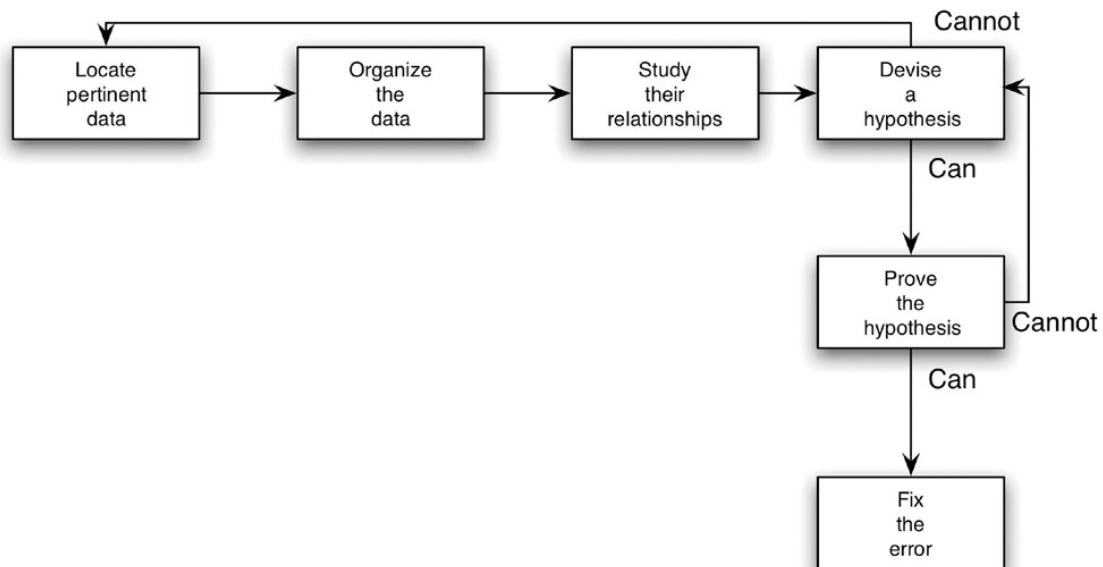 Cannot
Locate
pertinent
data
Organize
the
data
Study
their
relationships
Devise
a
hypothesis
Can
Prove
the
hypothesis
Cannot
Can
Fix
the
error